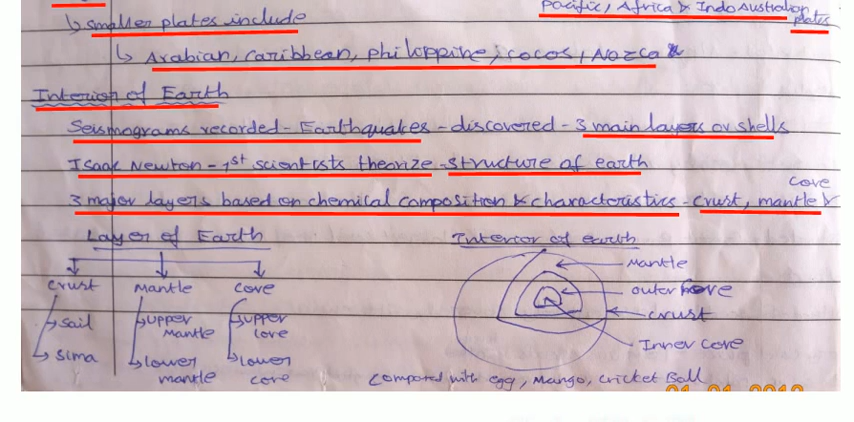 Pacific, Africa & Indo Australian
plates
↳ smaller plates include
↳ Arabian, caribbean, philoppine, cocos, Nazca
Interior of Earth
Seismograms recorded - Earthquakes - discovered - 3 main layers or shells
Isaac Newton - 1st scientists theorize - structure of earth
core
3 major layers based on chemical composition & characteristics - crust, mantle &
Layer of Earth
Interior of earth
crust Mantle core
Mantle
outer core
→ sail → upper mantle → upper core
crust
→ sima → lower mantle → lower core
Inner core
Compared with egg, Mango, cricket Ball